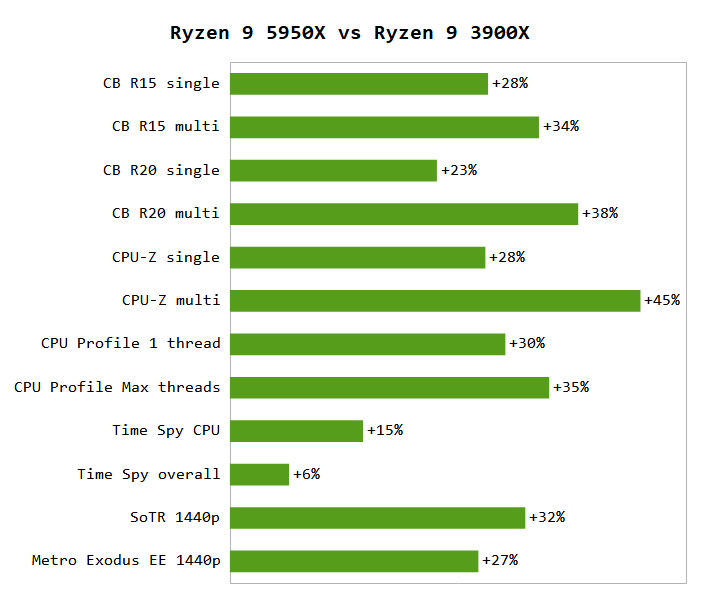 Ryzen 9 5950X vs Ryzen 9 3900X
CB R15 single +28%
CB R15 multi +34%
CB R20 single +23%
CB R20 multi +38%
CPU-Z single +28%
CPU-Z multi +45%
CPU Profile 1 thread +30%
CPU Profile Max threads +35%
Time Spy CPU +15%
Time Spy overall +6%
SoTR 1440p +32%
Metro Exodus EE 1440p +27%